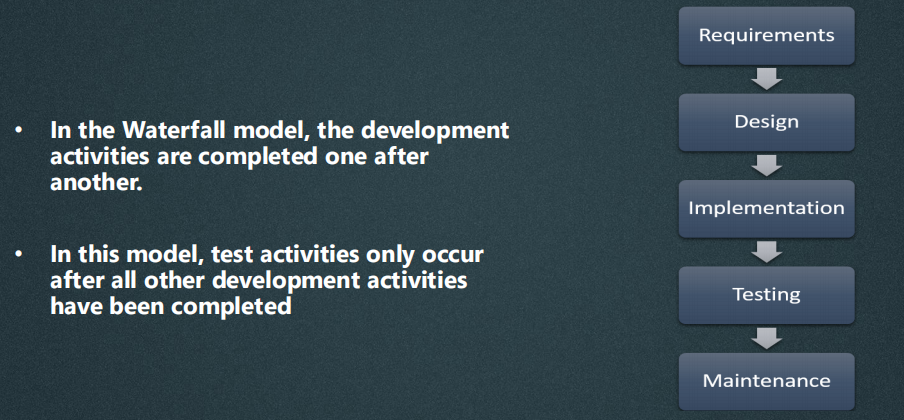 • In the Waterfall model, the development
activities are completed one after
another.
• In this model, test activities only occur
after all other development activities
have been completed
Requirements
Design
Implementation
Testing
Maintenance